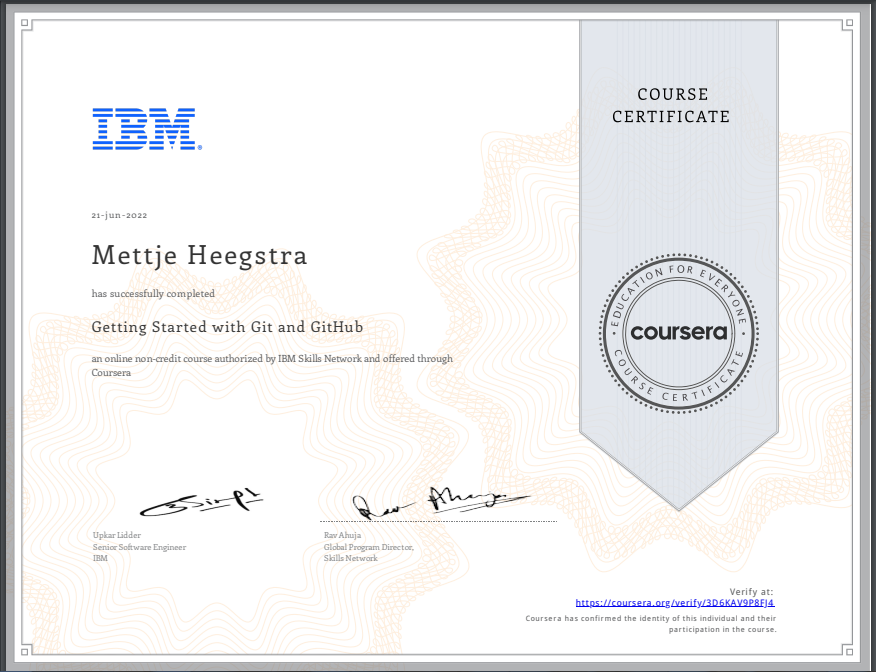 COURSE
CERTIFICATE
IBM®
21-jun-2022
Mettje Heegstra
has successfully completed
Getting Started with Git and GitHub
an online non-credit course authorized by IBM Skills Network and offered through
Coursera
EDUCATION FOR EVERYONE
coursera
COURSE CERTIFICATE
Upkar Lidder
Senior Software Engineer
IBM
Rav Ahuja
Global Program Director,
Skills Network
Verify at:
https://coursera.org/verify/3D6KAV9P8FJ4
Coursera has confirmed the identity of this individual and their
participation in the course.